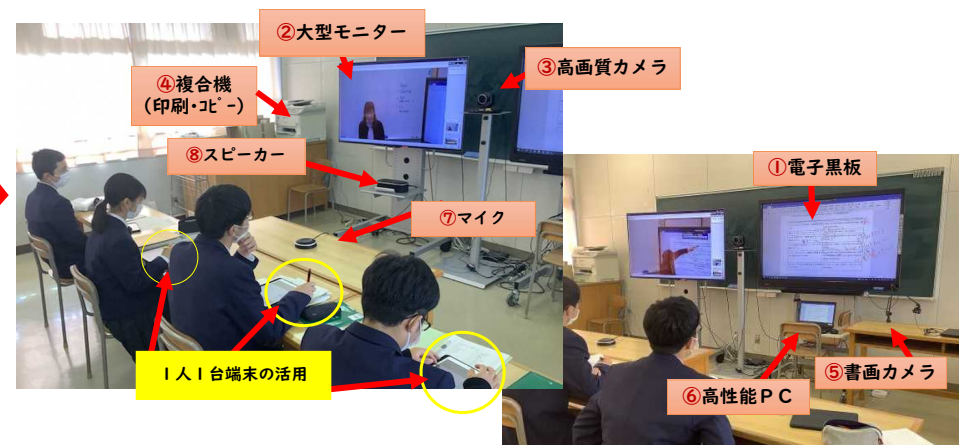 ②大型モニター
③高画質カメラ
④複合機
(印刷・ｺﾋﾟｰ)
⑧スピーカー
①電子黒板
⑦マイク
1人1台端末の活用
⑤書画カメラ
⑥高性能ＰＣ